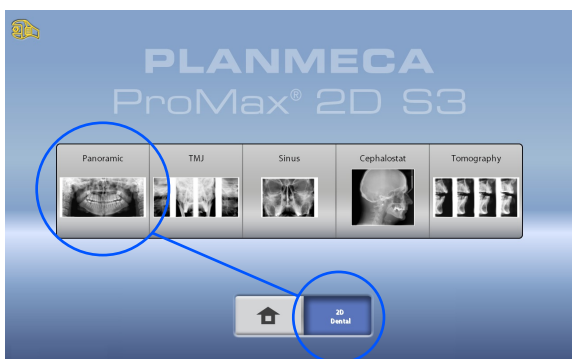 PLANMECA
ProMax® 2D S3
Panoramic TMJ Sinus Cephalostat Tomography
2D
Dental